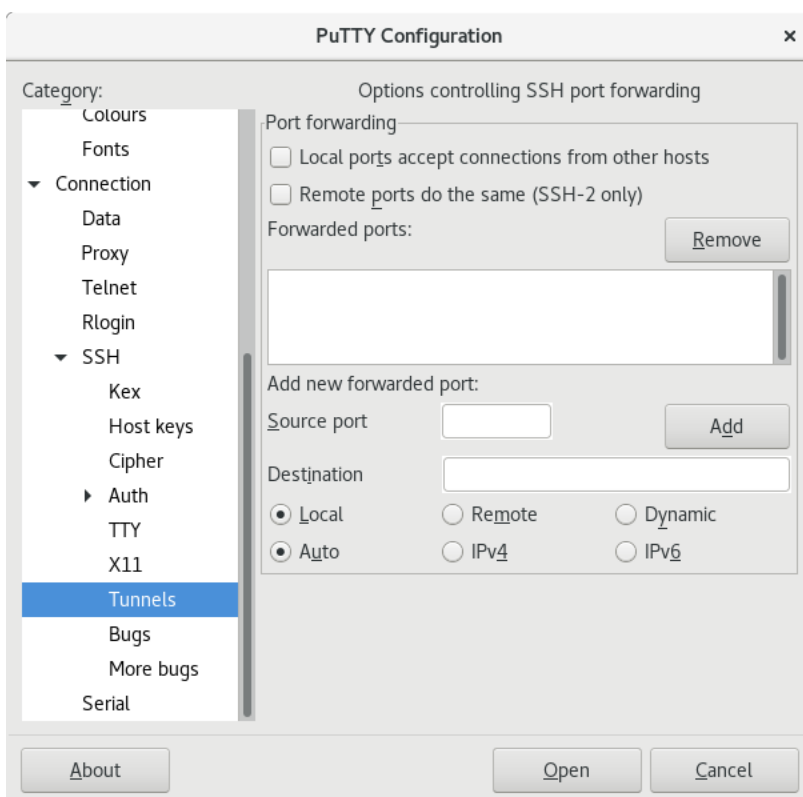 PuTTY Configuration
×
Category:
Colours
Fonts
Connection
Data
Proxy
Telnet
Rlogin
SSH
Kex
Host keys
Cipher
Auth
TTY
X11
Tunnels
Bugs
More bugs
Serial
Options controlling SSH port forwarding
Port forwarding
Local ports accept connections from other hosts
Remote ports do the same (SSH-2 only)
Forwarded ports:
Remove
Add new forwarded port:
Source port
Add
Destination
Local Remote Dynamic
Auto IPv4 IPv6
About Open Cancel